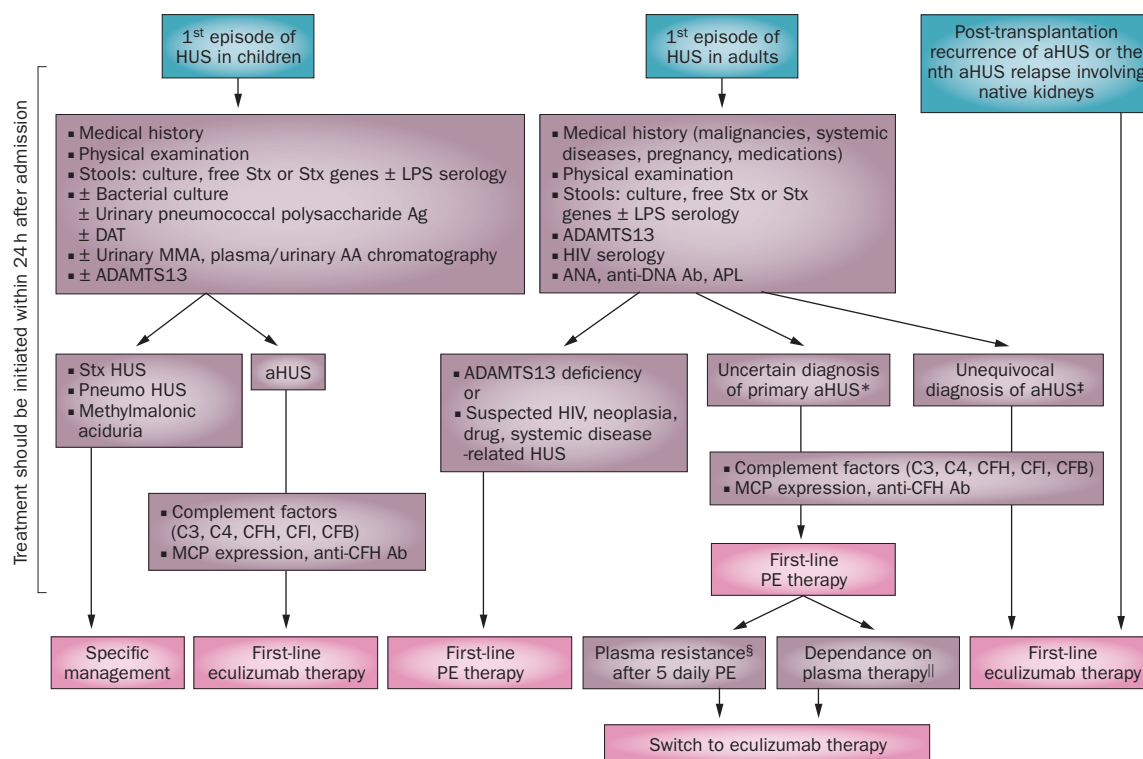 1st episode of
HUS in children
1st episode of
HUS in adults
Post-transplantation
recurrence of aHUS or the
nth aHUS relapse involving
native kidneys
Treatment should be initiated within 24 h after admission
▪ Medical history
▪ Physical examination
▪ Stools: culture, free Stx or Stx genes ± LPS serology
▪ ± Bacterial culture
± Urinary pneumococcal polysaccharide Ag
± DAT
▪ ± Urinary MMA, plasma/urinary AA chromatography
▪ ± ADAMTS13
▪ Medical history (malignancies, systemic
diseases, pregnancy, medications)
▪ Physical examination
▪ Stools: culture, free Stx or Stx
genes ± LPS serology
▪ ADAMTS13
▪ HIV serology
▪ ANA, anti-DNA Ab, APL
▪ Stx HUS
▪ Pneumo HUS
▪ Methylmalonic
aciduria
aHUS
▪ ADAMTS13 deficiency
or
▪ Suspected HIV, neoplasia,
drug, systemic disease
-related HUS
Uncertain diagnosis
of primary aHUS*
Unequivocal
diagnosis of aHUS‡
▪ Complement factors
(C3, C4, CFH, CFI, CFB)
▪ MCP expression, anti-CFH Ab
▪ Complement factors (C3, C4, CFH, CFI, CFB)
▪ MCP expression, anti-CFH Ab
First-line
PE therapy
Specific
management
First-line
eculizumab therapy
First-line
PE therapy
Plasma resistance§
after 5 daily PE
Dependance on
plasma therapy||
First-line
eculizumab therapy
Switch to eculizumab therapy